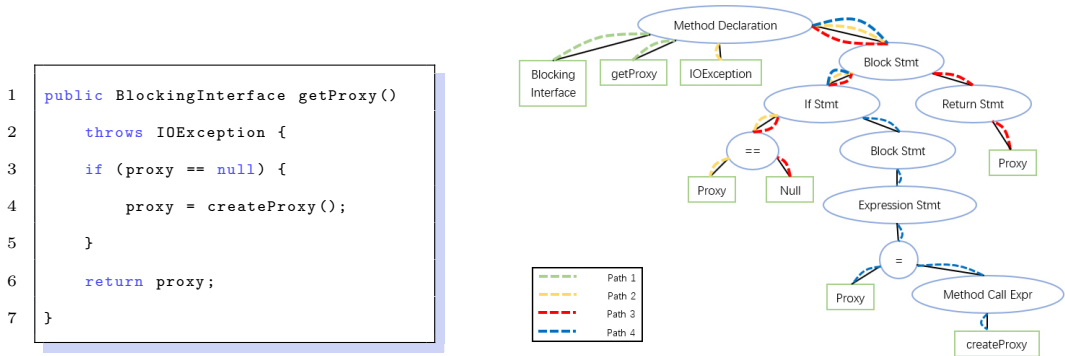 1 public BlockingInterface getProxy()
2 throws IOException {
3 if (proxy == null) {
4 proxy = createProxy();
5 }
6 return proxy;
7 }
Method Declaration
Blocking
Interface
getProxy
IOException
Block Stmt
If Stmt
Return Stmt
==
Block Stmt
Proxy
Proxy
Null
Expression Stmt
=
Proxy
Method Call Expr
createProxy
Path 1
Path 2
Path 3
Path 4